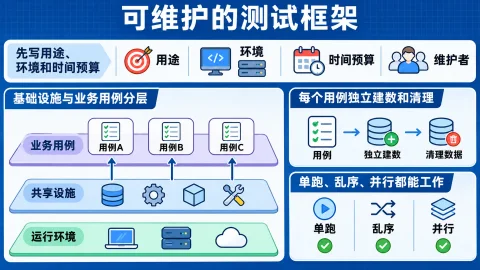 可维护的测试框架
先写用途、
环境和时间预算
用途
环境
时间预算
维护者
基础设施与业务用例分层
业务用例
用例A
用例B
用例C
共享设施
运行环境
每个用例独立建数和清理
用例
独立建数
清理数据
单跑、乱序、并行都能工作
单跑
乱序
并行